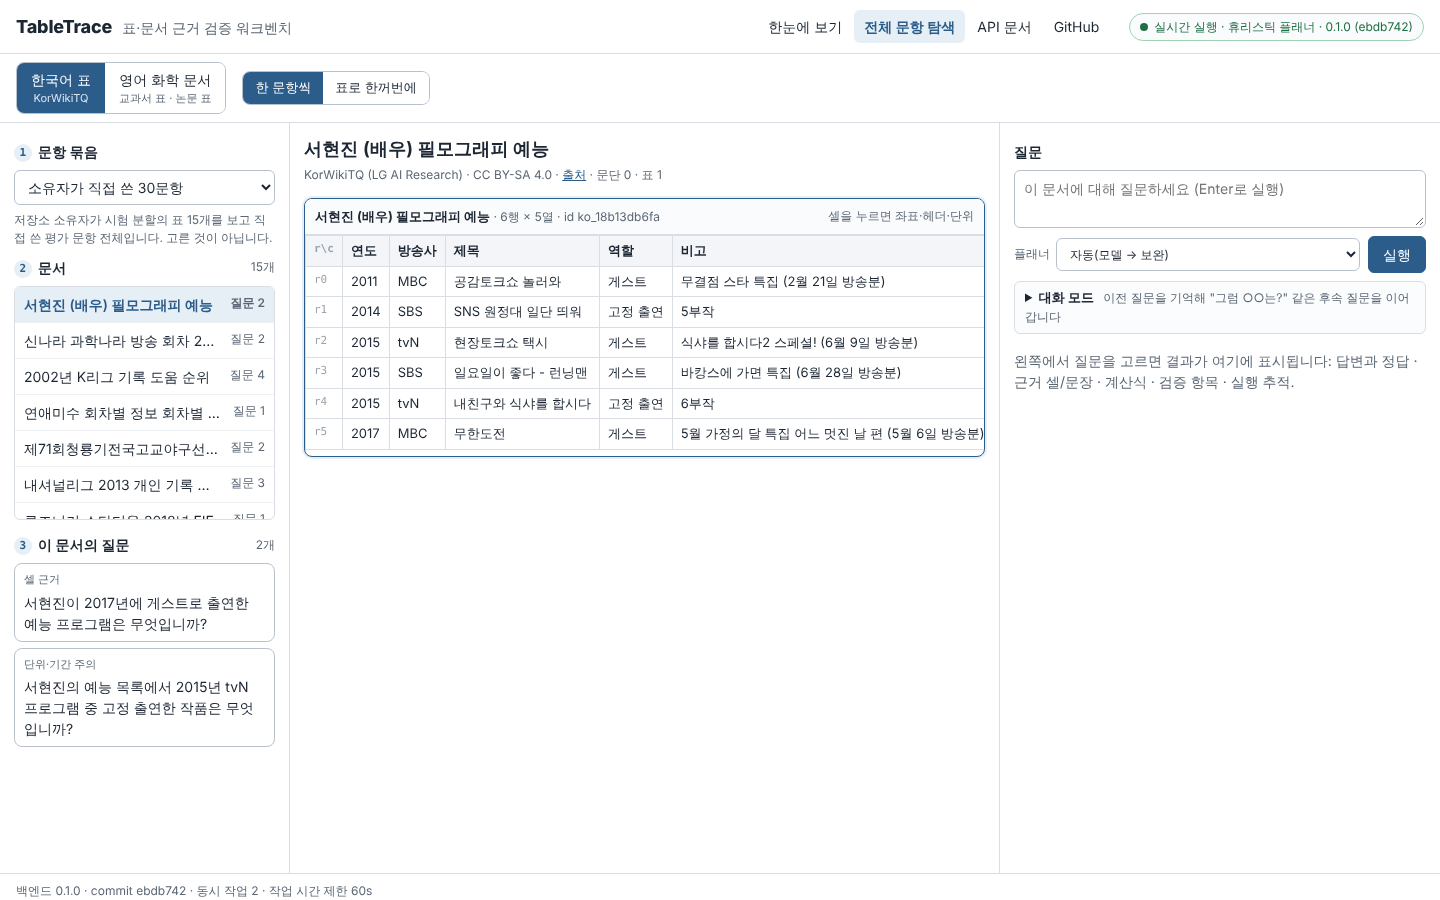 TableTrace 표·문서 근거 검증 워크벤치
한눈에 보기 전체 문항 탐색 API 문서 GitHub 실시간 실행 · 휴리스틱 플래너 · 0.1.0 (ebdb742)
한국어 표 영어 화학 문서
KorWikiTQ 교과서 표 · 논문 표
한 문항씩 표로 한꺼번에
1 문항 묶음
소유자가 직접 쓴 30문항
저장소 소유자가 시험 분할의 표 15개를 보고 직
접 쓴 평가 문항 전체입니다. 고른 것이 아닙니다.
2 문서 15개
서현진 (배우) 필모그래피 예능 질문 2
신나라 과학나라 방송 회차 2... 질문 2
2002년 K리그 기록 도움 순위 질문 4
연애미수 회차별 정보 회차별 ... 질문 1
제71회청룡기전국고교야구선... 질문 2
내셔널리그 2013 개인 기록 ... 질문 3
3 이 문서의 질문 2개
셀 근거
서현진이 2017년에 게스트로 출연한
예능 프로그램은 무엇입니까?
단위·기간 주의
서현진의 예능 목록에서 2015년 tvN
프로그램 중 고정 출연한 작품은 무엇
입니까?
서현진 (배우) 필모그래피 예능
KorWikiTQ (LG AI Research) · CC BY-SA 4.0 · 출처 · 문단 0 · 표 1
서현진 (배우) 필모그래피 예능 · 6행 × 5열 · id ko_18b13db6fa 셀을 누르면 좌표·헤더·단위
r\c 연도 방송사 제목 역할 비고
r0 2011 MBC 공감토크쇼 놀러와 게스트 무결점 스타 특집 (2월 21일 방송분)
r1 2014 SBS SNS 원정대 일단 띄워 고정 출연 5부작
r2 2015 tvN 현장토크쇼 택시 게스트 식샤를 합시다2 스페셜! (6월 9일 방송분)
r3 2015 SBS 일요일이 좋다 - 런닝맨 게스트 바캉스에 가면 특집 (6월 28일 방송분)
r4 2015 tvN 내친구와 식샤를 합시다 고정 출연 6부작
r5 2017 MBC 무한도전 게스트 5월 가정의 달 특집 어느 멋진 날 편 (5월 6일 방송분)
질문
이 문서에 대해 질문하세요 (Enter로 실행)
플래너 자동(모델 → 보완) 실행
▶ 대화 모드 이전 질문을 기억해 "그럼 ○○는?" 같은 후속 질문을 이어
갑니다
왼쪽에서 질문을 고르면 결과가 여기에 표시됩니다: 답변과 정답 ·
근거 셀/문장 · 계산식 · 검증 항목 · 실행 추적.
백엔드 0.1.0 · commit ebdb742 · 동시 작업 2 · 작업 시간 제한 60s